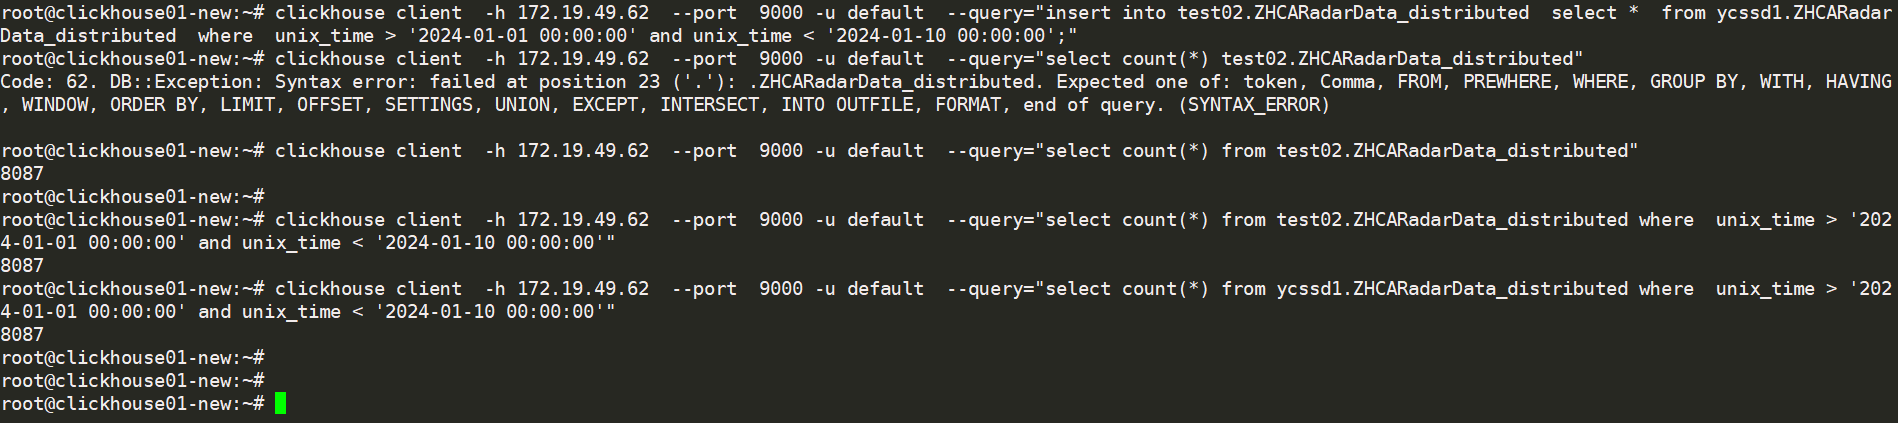 root@clickhouse01-new:~# clickhouse client  -h 172.19.49.62  --port  9000 -u default  --query="insert into test02.ZHCARadarData_distributed  select *  from ycssd1.ZHCARadar
Data_distributed  where  unix_time > '2024-01-01 00:00:00' and unix_time < '2024-01-10 00:00:00';"
root@clickhouse01-new:~# clickhouse client  -h 172.19.49.62  --port  9000 -u default  --query="select count(*) test02.ZHCARadarData_distributed"
Code: 62. DB::Exception: Syntax error: failed at position 23 ('.'): .ZHCARadarData_distributed. Expected one of: token, Comma, FROM, PREWHERE, WHERE, GROUP BY, WITH, HAVING
, WINDOW, ORDER BY, LIMIT, OFFSET, SETTINGS, UNION, EXCEPT, INTERSECT, INTO OUTFILE, FORMAT, end of query. (SYNTAX_ERROR)
root@clickhouse01-new:~# clickhouse client  -h 172.19.49.62  --port  9000 -u default  --query="select count(*) from test02.ZHCARadarData_distributed"
8087
root@clickhouse01-new:~#
root@clickhouse01-new:~# clickhouse client  -h 172.19.49.62  --port  9000 -u default  --query="select count(*) from test02.ZHCARadarData_distributed where  unix_time > '202
4-01-01 00:00:00' and unix_time < '2024-01-10 00:00:00'"
8087
root@clickhouse01-new:~# clickhouse client  -h 172.19.49.62  --port  9000 -u default  --query="select count(*) from ycssd1.ZHCARadarData_distributed where  unix_time > '202
4-01-01 00:00:00' and unix_time < '2024-01-10 00:00:00'"
8087
root@clickhouse01-new:~#
root@clickhouse01-new:~#
root@clickhouse01-new:~#